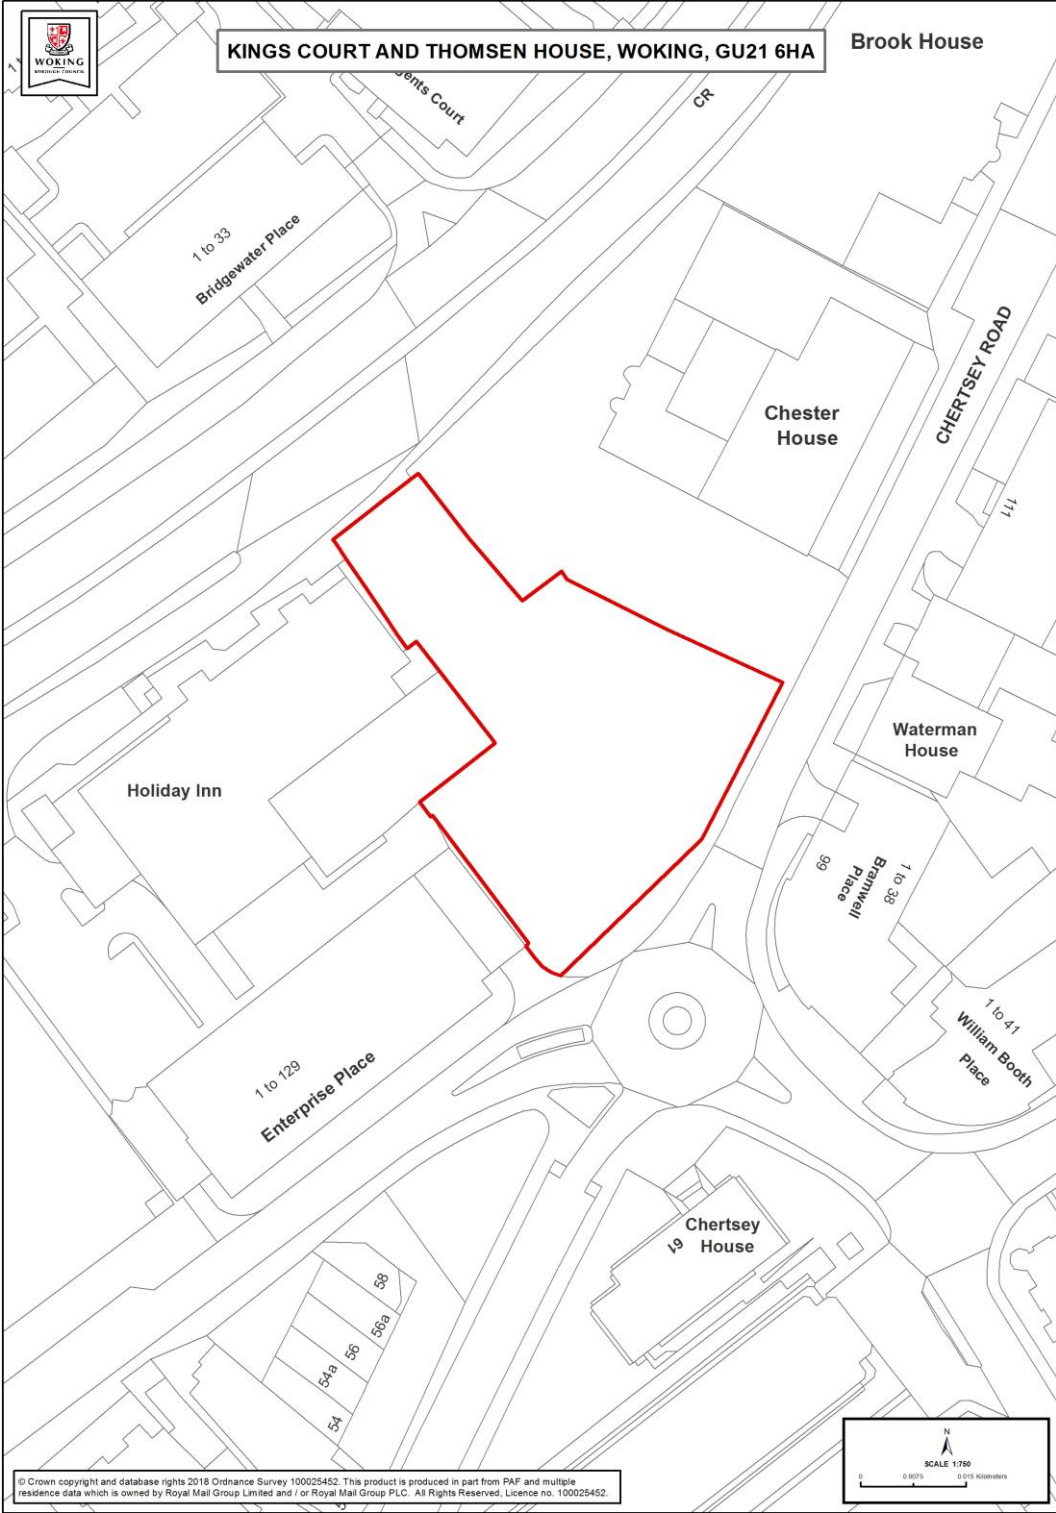 WOKING
BOROUGH COUNCIL
KINGS COURT AND THOMSEN HOUSE, WOKING, GU21 6HA
Brook House
gents Court
CR
1 to 33
Bridgewater Place
CHERTSEY ROAD
Chester
House
111
Waterman
House
Holiday Inn
99
1 to 38
Bramwell
Place
1 to 41
William Booth
Place
1 to 129
Enterprise Place
Chertsey
House
61
58
56a
56
54a
54
N
SCALE 1:750
0 0.0075 0.015 Kilometers
© Crown copyright and database rights 2018 Ordnance Survey 100025452. This product is produced in part from PAF and multiple
residence data which is owned by Royal Mail Group Limited and / or Royal Mail Group PLC. All Rights Reserved, Licence no. 100025452.